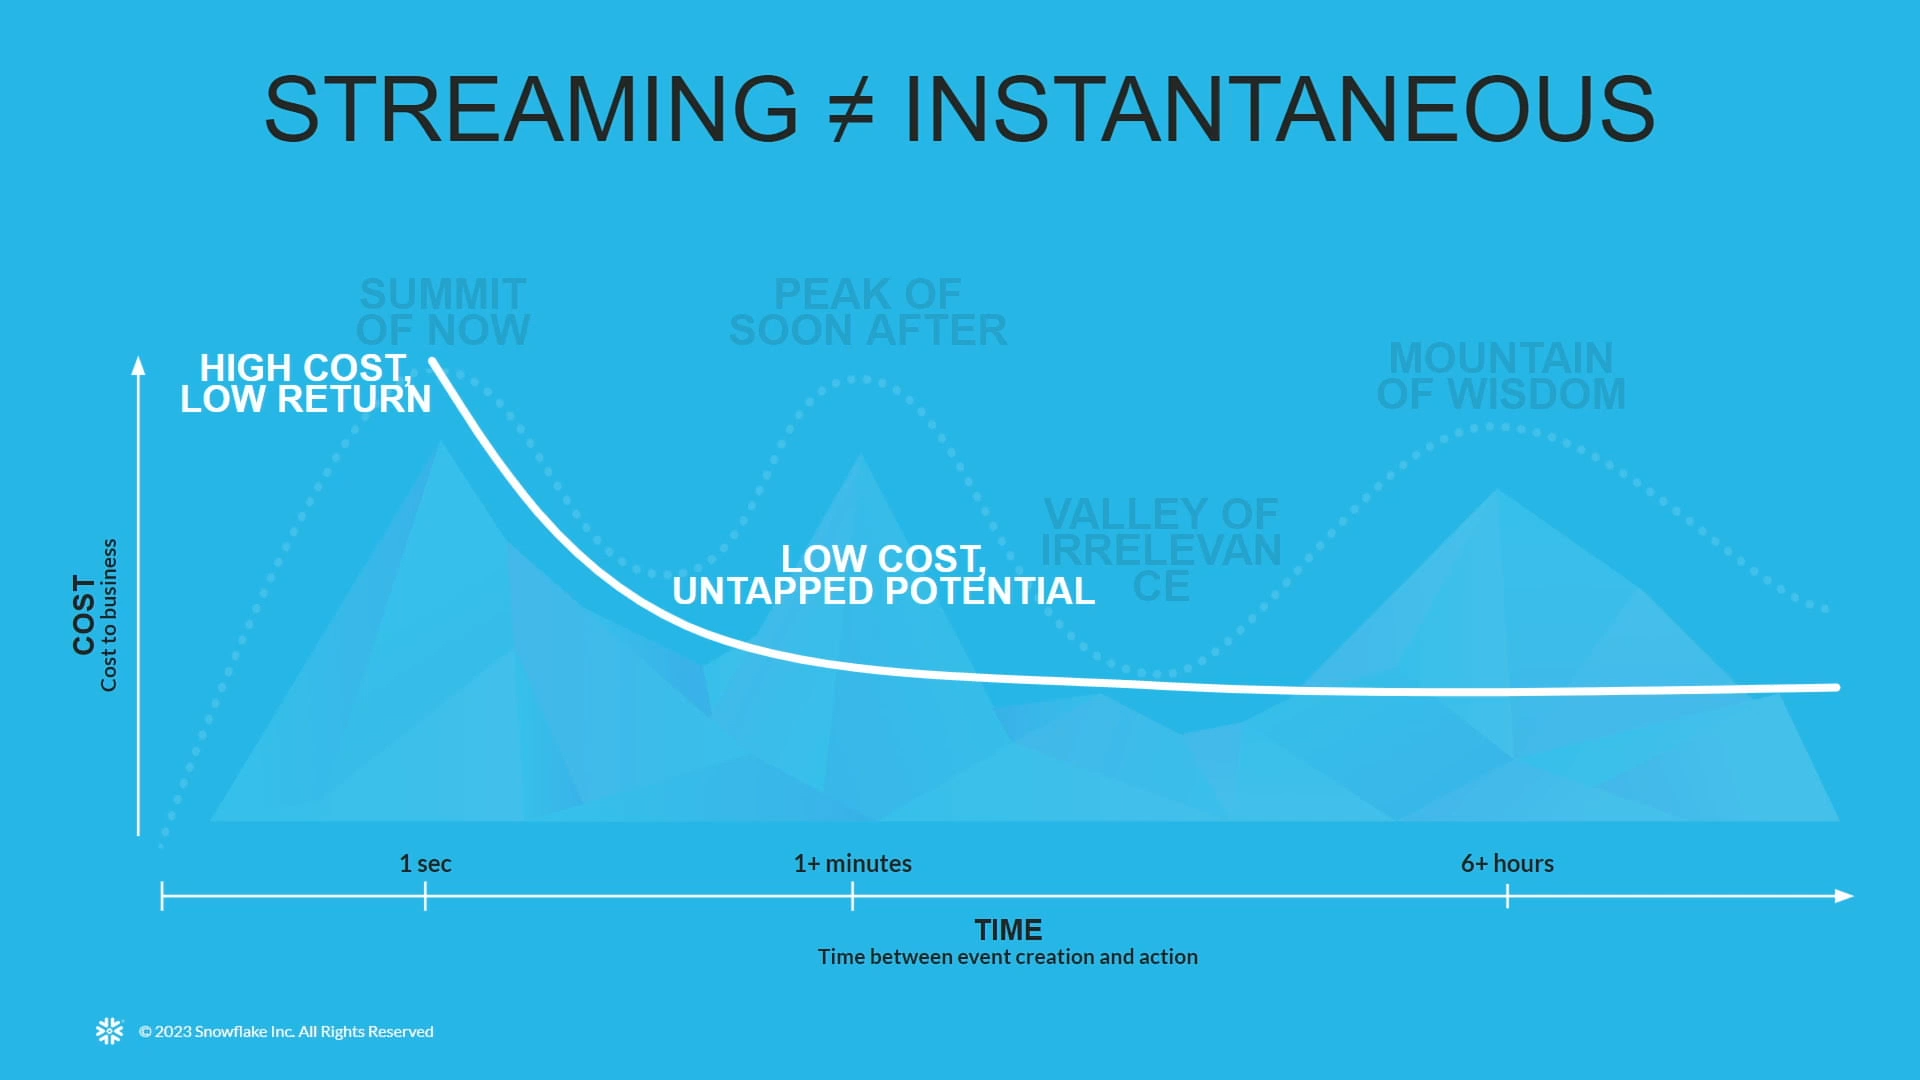 STREAMING ≠ INSTANTANEOUS
SUMMIT
OF NOW
PEAK OF
SOON AFTER
MOUNTAIN
OF WISDOM
HIGH COST,
LOW RETURN
VALLEY OF
IRRELEVAN
CE
LOW COST,
UNTAPPED POTENTIAL
COST
Cost to business
1 sec
1+ minutes
6+ hours
TIME
Time between event creation and action
© 2023 Snowflake Inc. All Rights Reserved